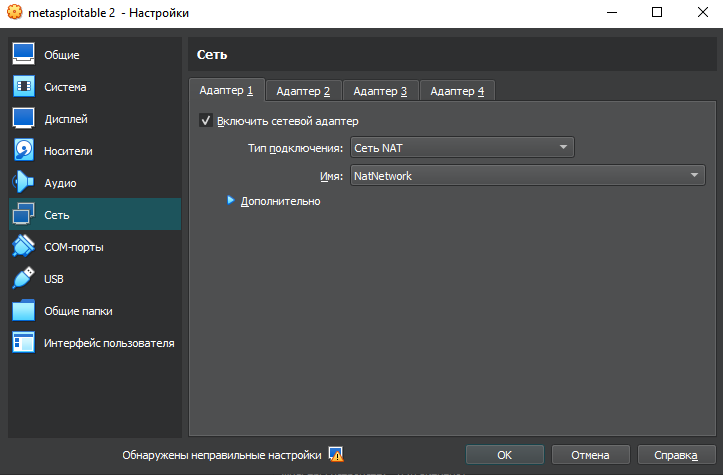 metasploitable 2 - Настройки
Общие
Система
Дисплей
Носители
Аудио
Сеть
COM-порты
USB
Общие папки
Интерфейс пользователя
Сеть
Адаптер 1 Адаптер 2 Адаптер 3 Адаптер 4
Включить сетевой адаптер
Тип подключения: Сеть NAT
Имя: NatNetwork
Дополнительно
Обнаружены неправильные настройки OK Отмена Справка